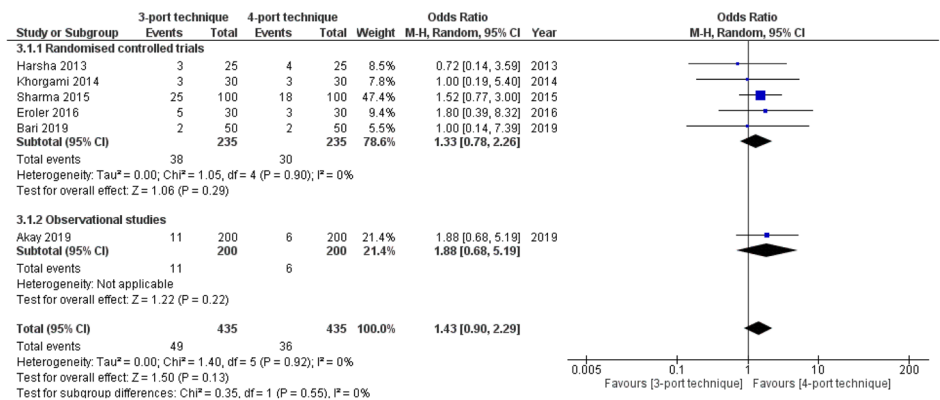 3-port technique 4-port technique Odds Ratio Odds Ratio
Study or Subgroup Events Total Events Total Weight M-H, Random, 95% CI Year M-H, Random, 95% CI
3.1.1 Randomised controlled trials
Harsha 2013 3 25 4 25 8.5% 0.72 [0.14, 3.59] 2013
Khorgami 2014 3 30 3 30 7.8% 1.00 [0.19, 5.40] 2014
Sharma 2015 25 100 18 100 47.4% 1.52 [0.77, 3.00] 2015
Eroler 2016 5 30 3 30 9.4% 1.80 [0.39, 8.32] 2016
Bari 2019 2 50 2 50 5.5% 1.00 [0.14, 7.39] 2019
Subtotal (95% CI) 235 235 78.6% 1.33 [0.78, 2.26]
Total events 38 30
Heterogeneity: Tau² = 0.00; Chi² = 1.05, df = 4 (P = 0.90); I² = 0%
Test for overall effect: Z = 1.06 (P = 0.29)
3.1.2 Observational studies
Akay 2019 11 200 6 200 21.4% 1.88 [0.68, 5.19] 2019
Subtotal (95% CI) 200 200 21.4% 1.88 [0.68, 5.19]
Total events 11 6
Heterogeneity: Not applicable
Test for overall effect: Z = 1.22 (P = 0.22)
Total (95% CI) 435 435 100.0% 1.43 [0.90, 2.29]
Total events 49 36
Heterogeneity: Tau² = 0.00; Chi² = 1.40, df = 5 (P = 0.92); I² = 0%
Test for overall effect: Z = 1.50 (P = 0.13)
Test for subgroup differences: Chi² = 0.35, df = 1 (P = 0.55), I² = 0%
0.005 0.1 1 10 200
Favours [3-port technique] Favours [4-port technique]